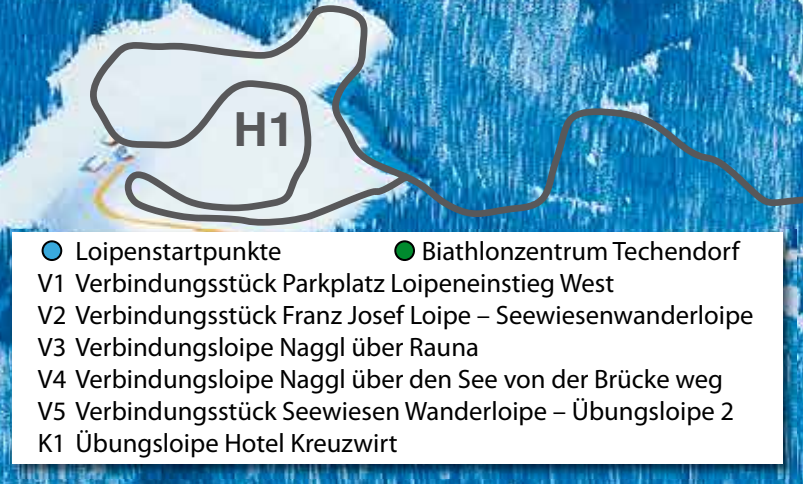 H1
Loipenstartpunkte Biathlonzentrum Techendorf
V1 Verbindungsstück Parkplatz Loipeneinstieg West
V2 Verbindungsstück Franz Josef Loipe – Seewiesenwanderloipe
V3 Verbindungsloipe Naggl über Rauna
V4 Verbindungsloipe Naggl über den See von der Brücke weg
V5 Verbindungsstück Seewiesen Wanderloipe – Übungsloipe 2
K1 Übungsloipe Hotel Kreuzwirt